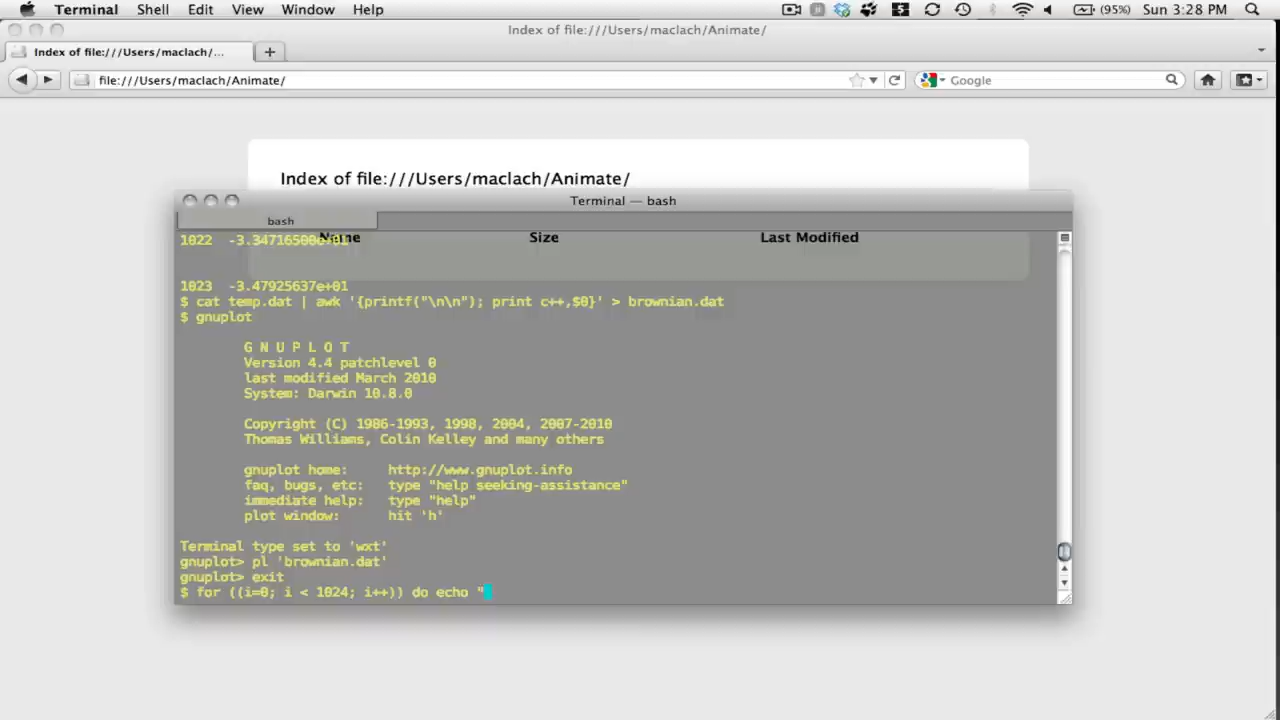 Terminal Shell Edit View Window Help (95%) Sun 3:28 PM
Index of file:///Users/maclach/Animate/
Index of file:///Users/maclach/...
file:///Users/maclach/Animate/ Google
Index of file:///Users/maclach/Animate/
Terminal — bash
bash
Name Size Last Modified
1022 -3.34716500e+01
1023 -3.47925637e+01
$ cat temp.dat | awk '{printf("\n\n"); print c++,$0}' > brownian.dat
$ gnuplot
G N U P L O T
Version 4.4 patchlevel 0
last modified March 2010
System: Darwin 10.8.0
Copyright (C) 1986-1993, 1998, 2004, 2007-2010
Thomas Williams, Colin Kelley and many others
gnuplot home: http://www.gnuplot.info
faq, bugs, etc: type "help seeking-assistance"
immediate help: type "help"
plot window: hit 'h'
Terminal type set to 'wxt'
gnuplot> pl 'brownian.dat'
gnuplot> exit
$ for ((i=0; i < 1024; i++)) do echo "